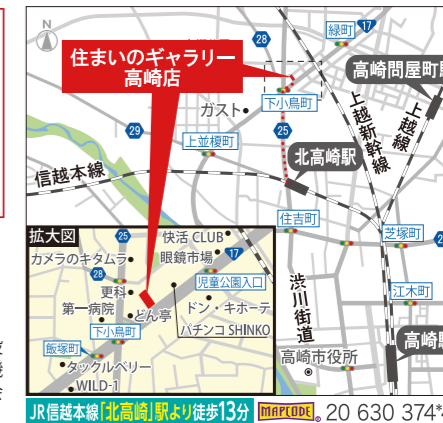 N
住まいのギャラリー
高崎店
28
緑町
17
高崎問屋町
ガスト
下小鳥町
上越新幹線
上越線
29
上並榎町
25
北高崎駅
信越本線
住吉町
芝塚町
渋川街道
江木町
高崎
高崎市役所
拡大図
25
快活 CLUB
カメラのキタムラ
眼鏡市場
17
28
児童公園入口
更科
第一病院
どん亭
ドン・キホーテ
パチンコ SHINKO
下小鳥町
飯塚町
タックルベリー
WILD-1
JR信越本線「北高崎」駅より徒歩13分
MAPCODE 20 630 374*